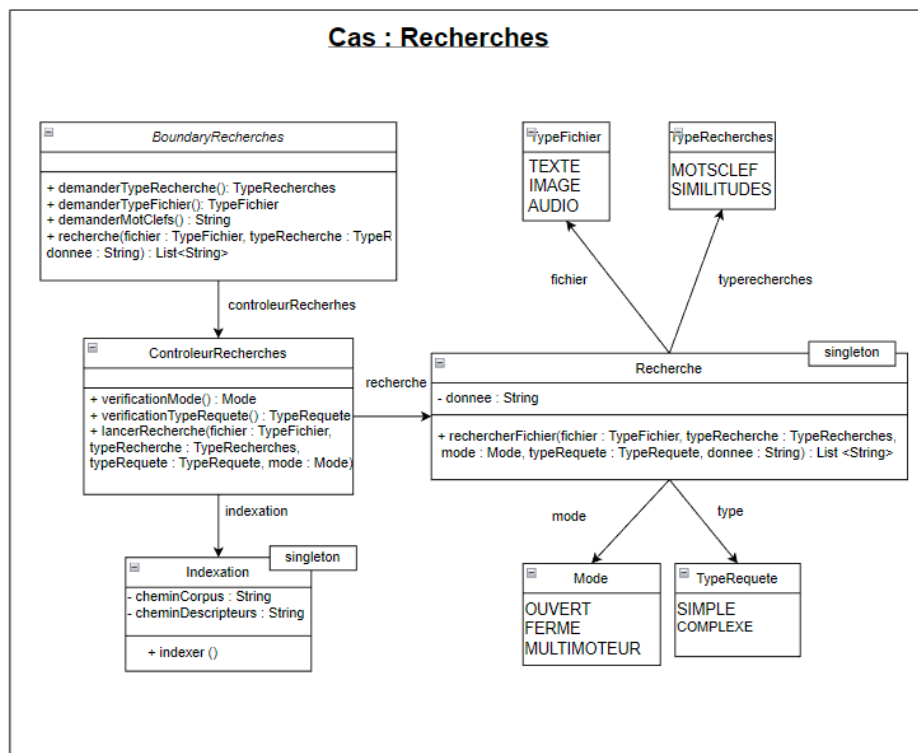 Cas : Recherches
BoundaryRecherches
+ demanderTypeRecherche(): TypeRecherches
+ demanderTypeFichier(): TypeFichier
+ demanderMotClefs() : String
+ recherche(fichier : TypeFichier, typeRecherche : TypeR
donnee : String) : List<String>
TypeFichier
TEXTE
IMAGE
AUDIO
TypeRecherches
MOTSCLEF
SIMILITUDES
controleurRecherhes
fichier
typerecherches
ControleurRecherches
+ verificationMode() : Mode
+ verificationTypeRequete() : TypeRequete
+ lancerRecherche(fichier : TypeFichier,
typeRecherche : TypeRecherches,
typeRequete : TypeRequete, mode : Mode)
recherche
singleton
Recherche
- donnee : String
+ rechercherFichier(fichier : TypeFichier, typeRecherche : TypeRecherches,
mode : Mode, typeRequete : TypeRequete, donnee : String) : List <String>
indexation
mode
type
singleton
Indexation
- cheminCorpus : String
- cheminDescripteurs : String
+ indexer ()
Mode
OUVERT
FERME
MULTIMOTEUR
TypeRequete
SIMPLE
COMPLEXE